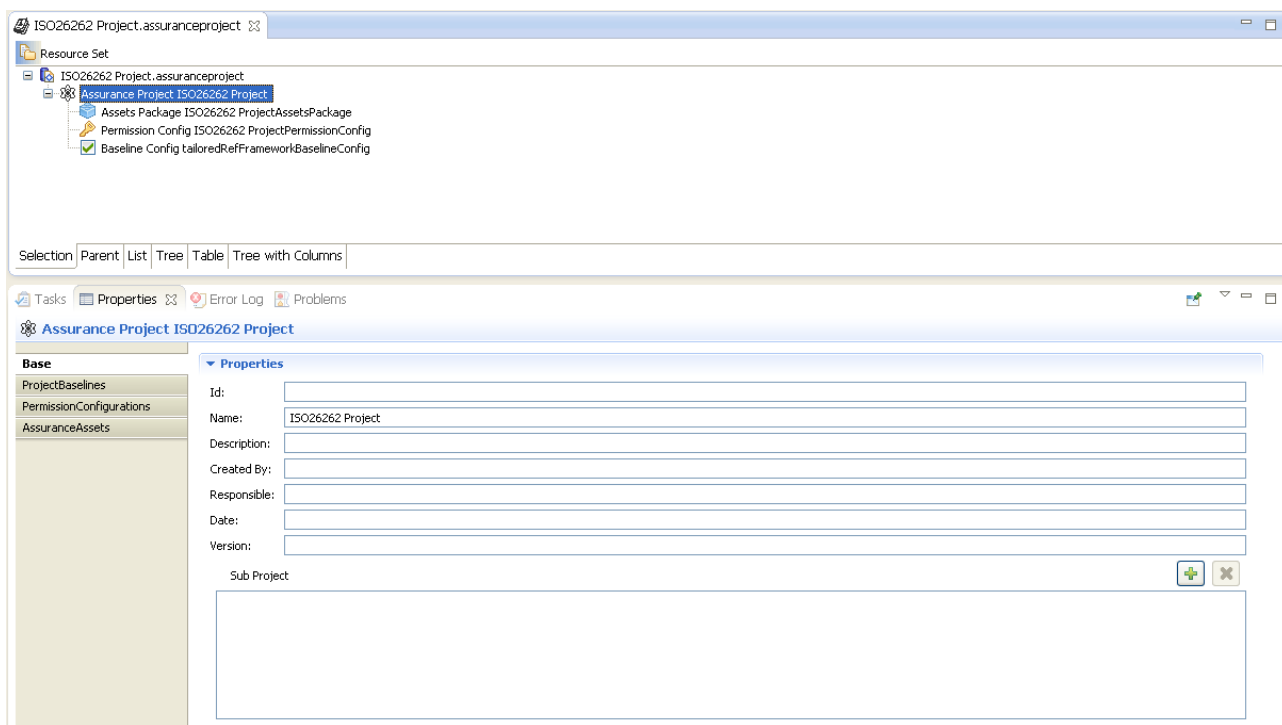 ISO26262 Project.assuranceproject
Resource Set
ISO26262 Project.assuranceproject
Assurance Project ISO26262 Project
Assets Package ISO26262 ProjectAssetsPackage
Permission Config ISO26262 ProjectPermissionConfig
Baseline Config tailoredRefFrameworkBaselineConfig
Selection Parent List Tree Table Tree with Columns
Tasks Properties Error Log Problems
Assurance Project ISO26262 Project
Base
ProjectBaselines
PermissionConfigurations
AssuranceAssets
Properties
Id:
Name: ISO26262 Project
Description:
Created By:
Responsible:
Date:
Version:
Sub Project